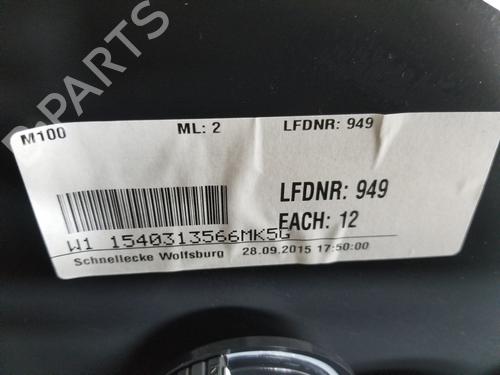 B-PARTS
M100 ML: 2 LFDNR: 949
LFDNR: 949
EACH: 12
W1 1540313566MK5G
Schnellecke Wolfsburg 28.09.2015 17:50:00